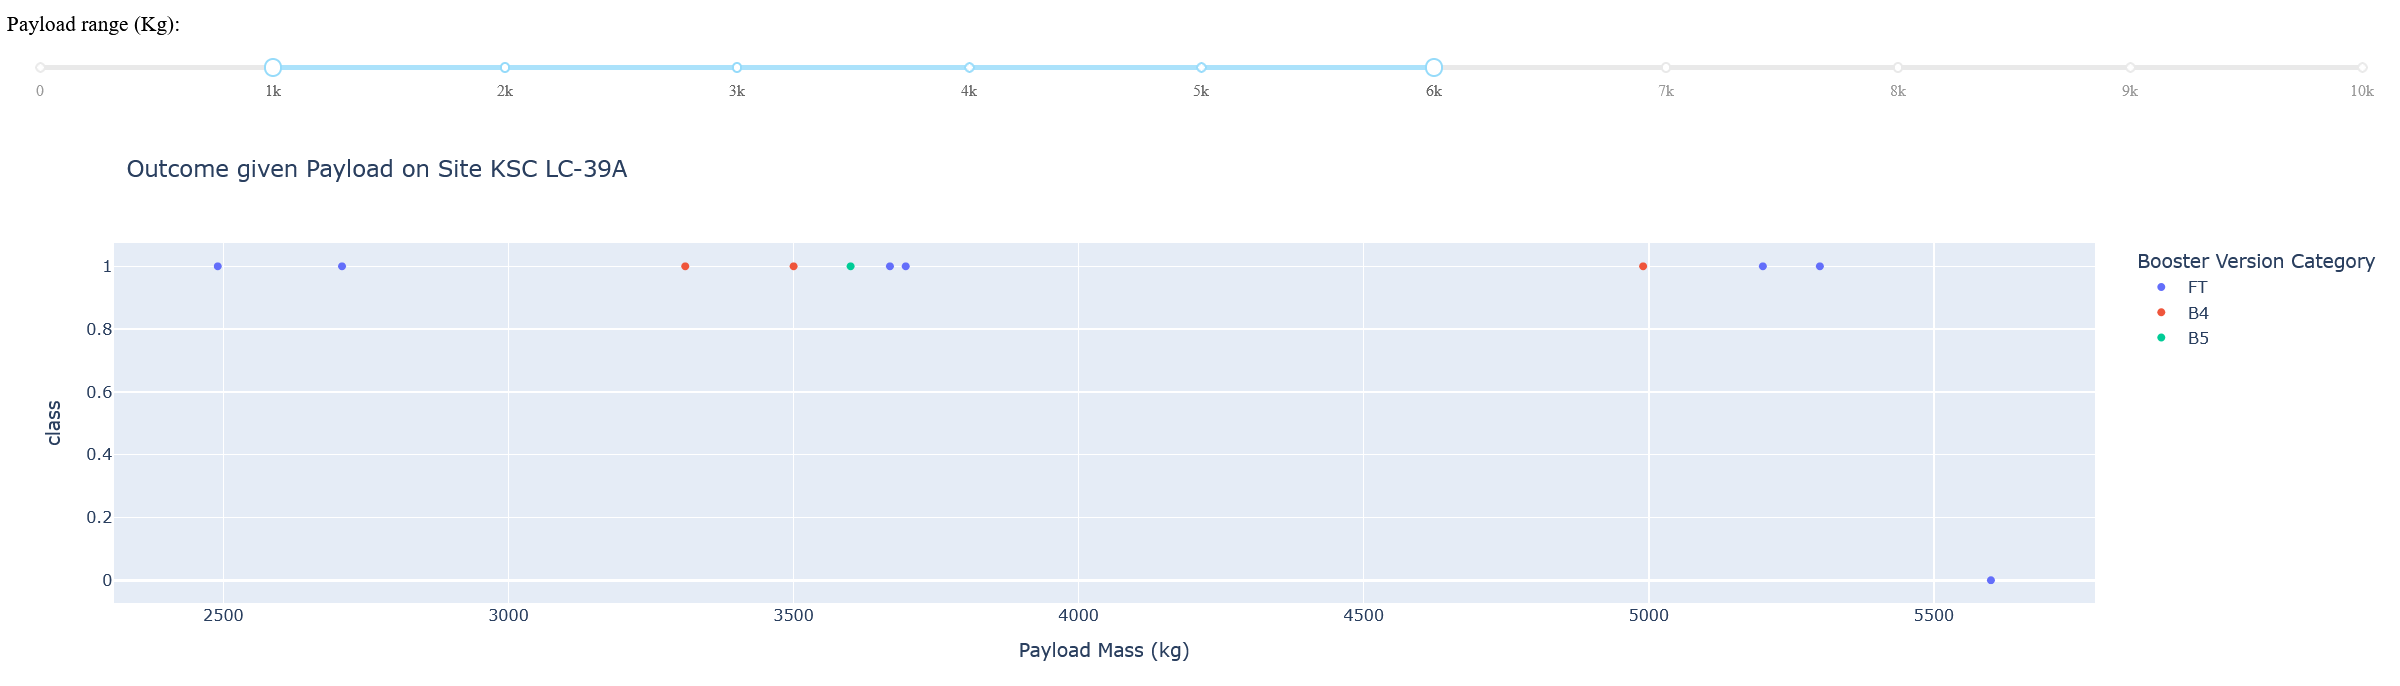 Payload range (Kg):
0 1k 2k 3k 4k 5k 6k 7k 8k 9k 10k
Outcome given Payload on Site KSC LC-39A
Booster Version Category
FT
B4
B5
class
1
0.8
0.6
0.4
0.2
0
2500 3000 3500 4000 4500 5000 5500
Payload Mass (kg)